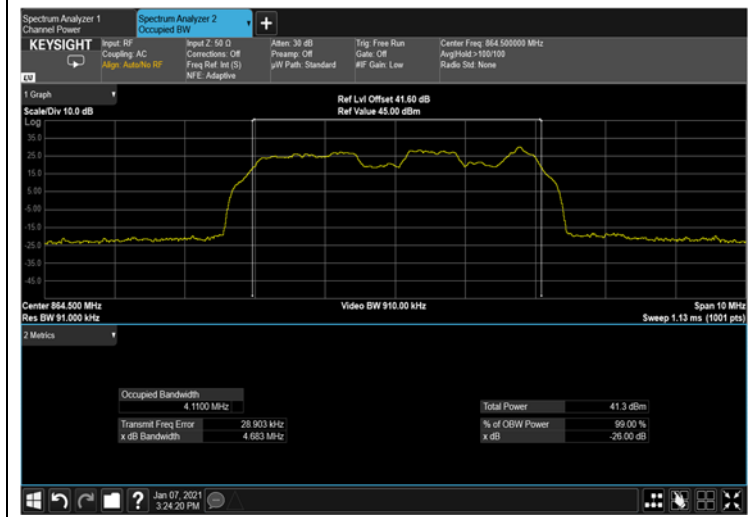 Spectrum Analyzer 1
Channel Power
Spectrum Analyzer 2
Occupied BW
+
KEYSIGHT
Input: RF
Coupling: AC
Align: Auto/No RF
Input Z: 50 Ω
Corrections: Off
Freq Ref: Int (S)
NFE: Adaptive
Atten: 30 dB
Preamp: Off
µW Path: Standard
Trig: Free Run
Gate: Off
#IF Gain: Low
Center Freq: 864.500000 MHz
Avg|Hold:>100/100
Radio Std: None
1 Graph
Scale/Div 10.0 dB
Ref Lvl Offset 41.60 dB
Ref Value 45.00 dBm
Log
35.0
25.0
15.0
5.00
-5.00
-15.0
-25.0
-35.0
-45.0
Center 864.500 MHz
Res BW 91.000 kHz
Video BW 910.00 kHz
Span 10 MHz
Sweep 1.13 ms (1001 pts)
2 Metrics
Occupied Bandwidth
4.1100 MHz
Transmit Freq Error 28.903 kHz
x dB Bandwidth 4.683 MHz
Total Power 41.3 dBm
% of OBW Power 99.00 %
x dB -26.00 dB
?
Jan 07, 2021
3:24:20 PM